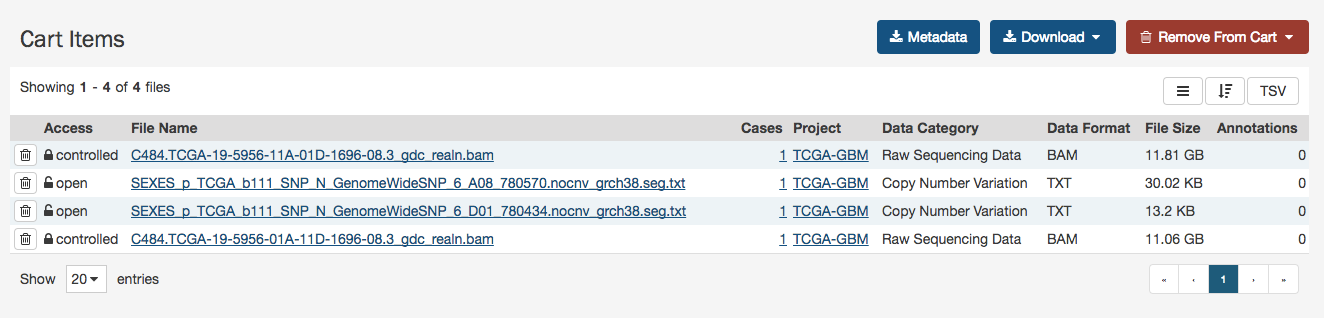 Cart Items
Metadata
Download
Remove From Cart
Showing 1 - 4 of 4 files
TSV
Access File Name Cases Project Data Category Data Format File Size Annotations
controlled C484.TCGA-19-5956-11A-01D-1696-08.3_gdc_realn.bam 1 TCGA-GBM Raw Sequencing Data BAM 11.81 GB 0
open SEXES_p_TCGA_b111_SNP_N_GenomeWideSNP_6_A08_780570.nocnv_grch38.seg.txt 1 TCGA-GBM Copy Number Variation TXT 30.02 KB 0
open SEXES_p_TCGA_b111_SNP_N_GenomeWideSNP_6_D01_780434.nocnv_grch38.seg.txt 1 TCGA-GBM Copy Number Variation TXT 13.2 KB 0
controlled C484.TCGA-19-5956-01A-11D-1696-08.3_gdc_realn.bam 1 TCGA-GBM Raw Sequencing Data BAM 11.06 GB 0
Show 20 entries
« ‹ 1 › »